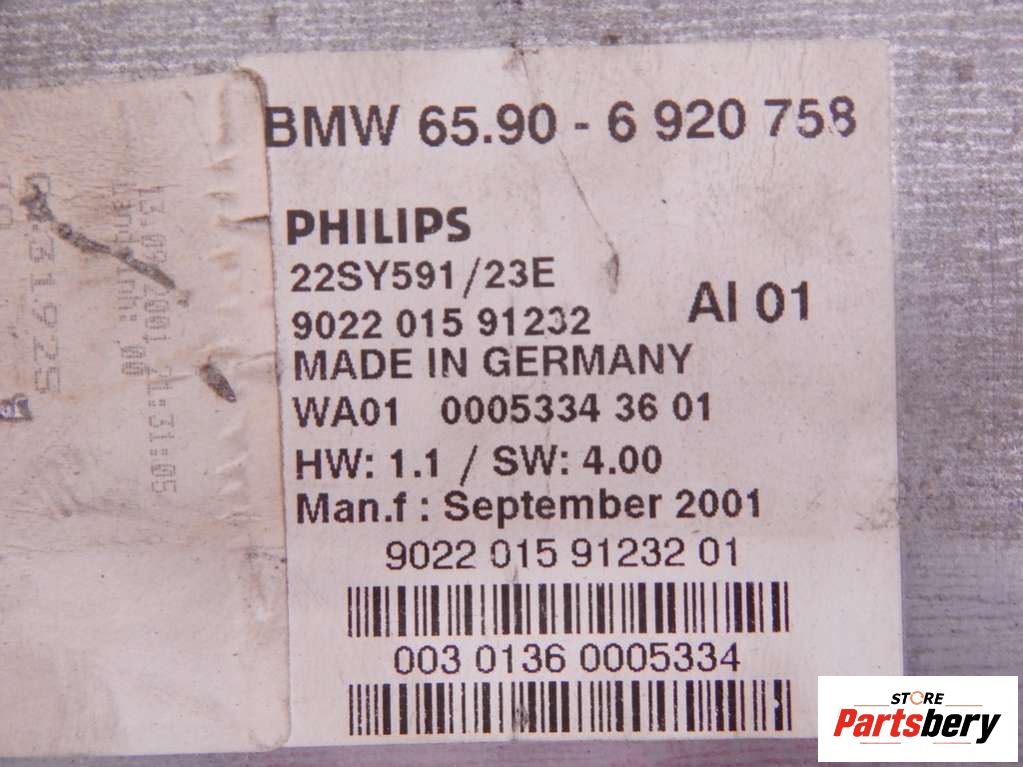 BMW 65.90 - 6 920 758
PHILIPS
22SY591/23E
AI 01
9022 015 91232
MADE IN GERMANY
WA01 0005334 36 01
HW: 1.1 / SW: 4.00
Man.f : September 2001
9022 015 91232 01
003 0136 0005334
STORE
Partsbery